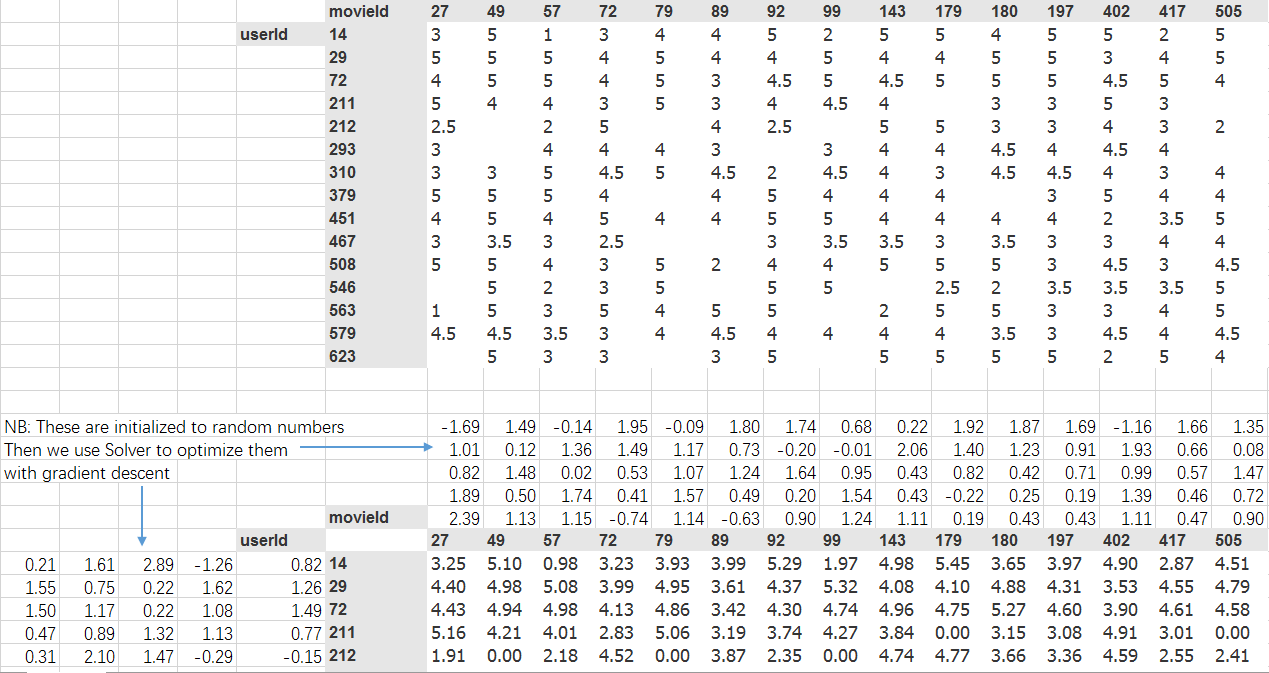 movieId 27 49 57 72 79 89 92 99 143 179 180 197 402 417 505
userId 14 3 5 1 3 4 4 5 2 5 5 4 5 5 2 5
29 5 5 5 4 5 4 4 5 4 4 5 5 3 4 5
72 4 5 5 4 5 3 4.5 5 4.5 5 5 5 4.5 5 4
211 5 4 4 3 5 3 4 4.5 4 3 3 5 3
212 2.5 2 5 4 2.5 5 5 3 3 4 3 2
293 3 4 4 4 3 3 4 4 4.5 4 4.5 4
310 3 3 5 4.5 5 4.5 2 4.5 4 3 4.5 4.5 4 3 4
379 5 5 5 4 4 5 4 4 4 3 5 4 4
451 4 5 4 5 4 4 5 5 4 4 4 4 2 3.5 5
467 3 3.5 3 2.5 3 3.5 3.5 3 3.5 3 3 4 4
508 5 5 4 3 5 2 4 4 5 5 5 3 4.5 3 4.5
546 5 2 3 5 5 5 2.5 2 3.5 3.5 3.5 5
563 1 5 3 5 4 5 5 2 5 5 3 3 4 5
579 4.5 4.5 3.5 3 4 4.5 4 4 4 4 3.5 3 4.5 4 4.5
623 5 3 3 3 5 5 5 5 5 2 5 4
NB: These are initialized to random numbers -1.69 1.49 -0.14 1.95 -0.09 1.80 1.74 0.68 0.22 1.92 1.87 1.69 -1.16 1.66 1.35
Then we use Solver to optimize them 1.01 0.12 1.36 1.49 1.17 0.73 -0.20 -0.01 2.06 1.40 1.23 0.91 1.93 0.66 0.08
with gradient descent 0.82 1.48 0.02 0.53 1.07 1.24 1.64 0.95 0.43 0.82 0.42 0.71 0.99 0.57 1.47
1.89 0.50 1.74 0.41 1.57 0.49 0.20 1.54 0.43 -0.22 0.25 0.19 1.39 0.46 0.72
movieId 2.39 1.13 1.15 -0.74 1.14 -0.63 0.90 1.24 1.11 0.19 0.43 0.43 1.11 0.47 0.90
userId 27 49 57 72 79 89 92 99 143 179 180 197 402 417 505
0.21 1.61 2.89 -1.26 0.82 14 3.25 5.10 0.98 3.23 3.93 3.99 5.29 1.97 4.98 5.45 3.65 3.97 4.90 2.87 4.51
1.55 0.75 0.22 1.62 1.26 29 4.40 4.98 5.08 3.99 4.95 3.61 4.37 5.32 4.08 4.10 4.88 4.31 3.53 4.55 4.79
1.50 1.17 0.22 1.08 1.49 72 4.43 4.94 4.98 4.13 4.86 3.42 4.30 4.74 4.96 4.75 5.27 4.60 3.90 4.61 4.58
0.47 0.89 1.32 1.13 0.77 211 5.16 4.21 4.01 2.83 5.06 3.19 3.74 4.27 3.84 0.00 3.15 3.08 4.91 3.01 0.00
0.31 2.10 1.47 -0.29 -0.15 212 1.91 0.00 2.18 4.52 0.00 3.87 2.35 0.00 4.74 4.77 3.66 3.36 4.59 2.55 2.41